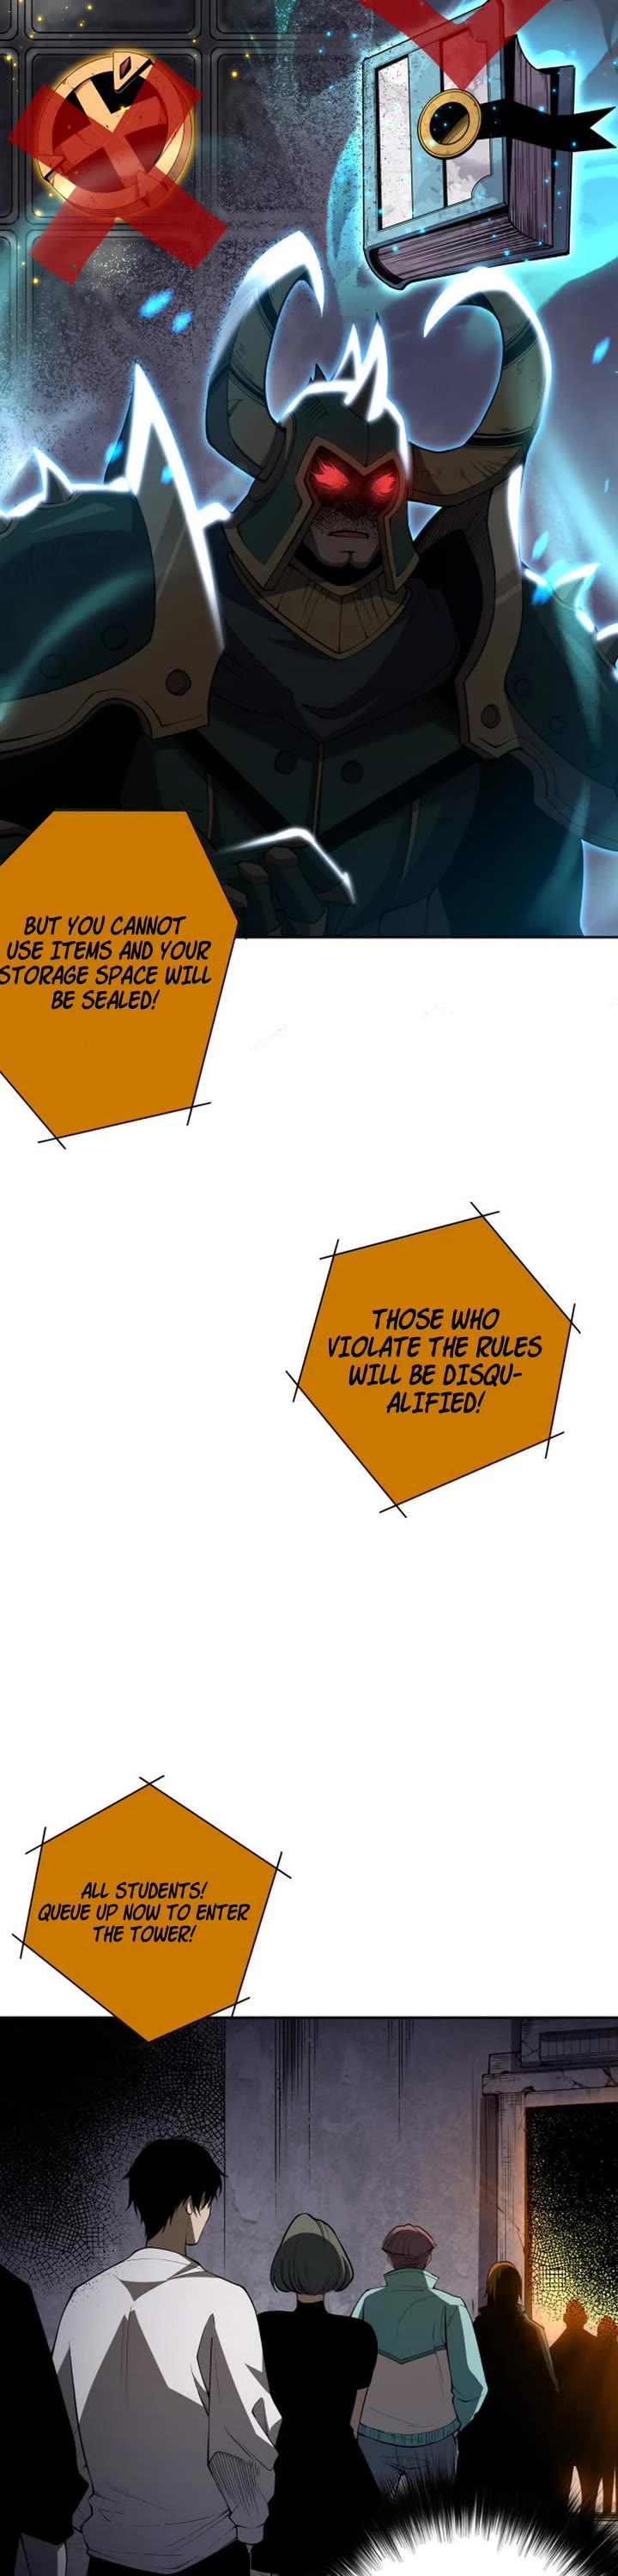 BUT YOU CANNOT
USE ITEMS AND YOUR
STORAGE SPACE WILL
BE SEALED!
THOSE WHO
VIOLATE THE RULES
WILL BE DISQU-
ALIFIED!
ALL STUDENTS!
QUEUE UP NOW TO ENTER
THE TOWER!